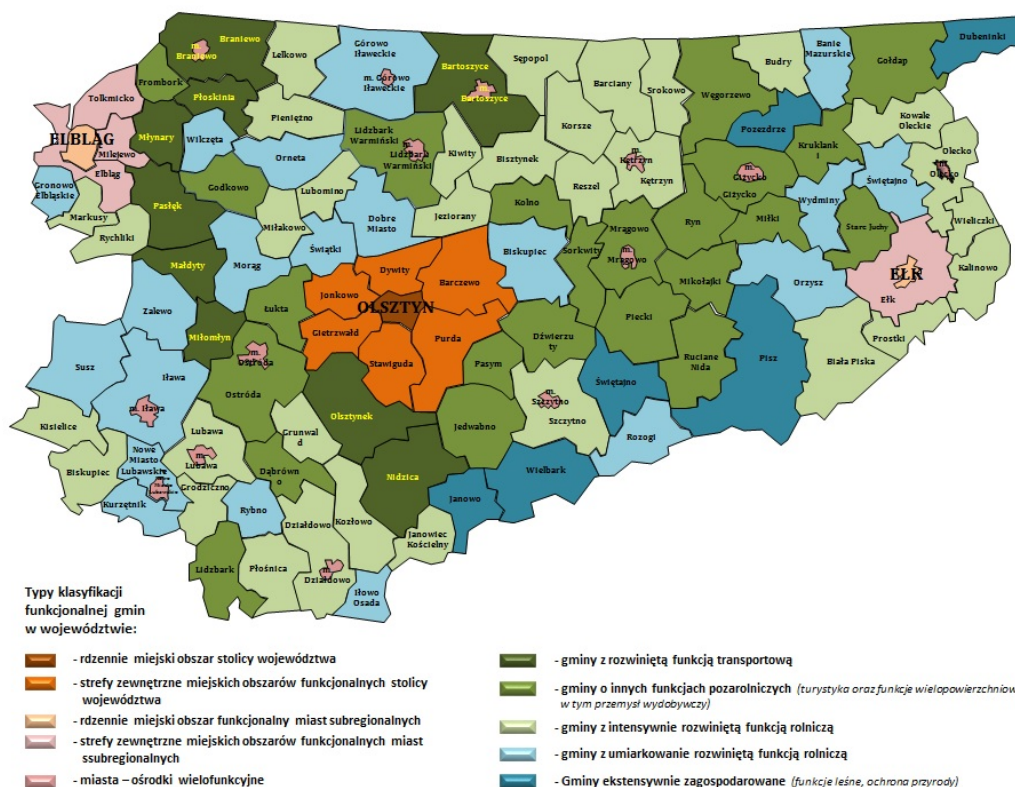 m.
Braniewo
Braniewo
Lelkowo
Górowo
Iławeckie
m. Górowo
Iławeckie
Bartoszyce
m.
Bartoszyce
Sępopol
Barciany
Srokowo
Węgorzewo
Budry
Banie
Mazurskie
Gołdap
Dubeninki
Frombork
Tolkmicko
Płoskinia
Pieniężno
ELBLĄG
Młynary
Milejewo
Elbląg
Wilczęta
Orneta
Lidzbark
Warmiński
m.
Lidzbark
Warmiński
Kiwity
Bisztynek
Korsze
Reszel
m.
Kętrzyn
Kętrzyn
Pozezdrze
Kruklanki
m.
Giżycko
Giżycko
Kowale
Oleckie
Olecko
m.
Olecko
Świętajno
Wieliczki
Gronowo
Elbląskie
Markusy
Rychliki
Pasłęk
Godkowo
Lubomino
Miłakowo
Dobre
Miasto
Jeziorany
Kolno
Mrągowo
Ryn
Miłki
Wydminy
Stare Juchy
EŁK
Ełk
Kalinowo
Małdyty
Morąg
Świątki
Dywity
Barczewo
Biskupiec
Sorkwity
m.
Mrągowo
Mikołajki
Orzysz
Prostki
Biała Piska
Zalewo
Miłomłyn
Łukta
Jonkowo
OLSZTYN
Gietrzwałd
Stawiguda
Purda
Dźwierzu
ty
Piecki
Ruciane
Nida
Pisz
Susz
Iława
m. Iława
m.
Ostróda
Ostróda
Pasym
Świętajno
m.
Szczytno
Szczytno
Rozogi
Olsztynek
Jedwabno
Kisielice
Biskupiec
Lubawa
m.
Lubawa
Grunwal
d
Nowe
Miasto
Lubawskie
Grodziczno
Dąbrówn
o
Nidzica
Wielbark
Janowo
Kurzętnik
Rybno
Działdowo
Kozłowo
Janowiec
Kościelny
Lidzbark
Płośnica
m.
Działdowo
Iłowo
Osada
Typy klasyfikacji
funkcjonalnej gmin
w województwie:
- rdzennie miejski obszar stolicy województwa
- strefy zewnętrzne miejskich obszarów funkcjonalnych stolicy
województwa
- rdzennie miejski obszar funkcjonalny miast subregionalnych
- strefy zewnętrzne miejskich obszarów funkcjonalnych miast
ssubregionalnych
- miasta – ośrodki wielofunkcyjne
- gminy z rozwiniętą funkcją transportową
- gminy o innych funkcjach pozarolniczych (turystyka oraz funkcje wielopowierzchniow
w tym przemysł wydobywczy)
- gminy z intensywnie rozwiniętą funkcją rolniczą
- gminy z umiarkowanie rozwiniętą funkcją rolniczą
- Gminy ekstensywnie zagospodarowane (funkcje leśne, ochrona przyrody)